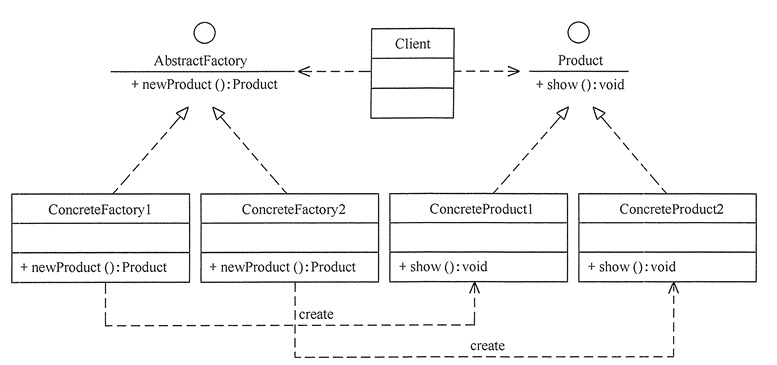 AbstractFactory
+ newProduct ( ) : Product
Client
Product
+ show ( ) : void
ConcreteFactory1
+ newProduct ( ) : Product
ConcreteFactory2
+ newProduct ( ) : Product
ConcreteProduct1
+ show ( ) : void
ConcreteProduct2
+ show ( ) : void
create
create